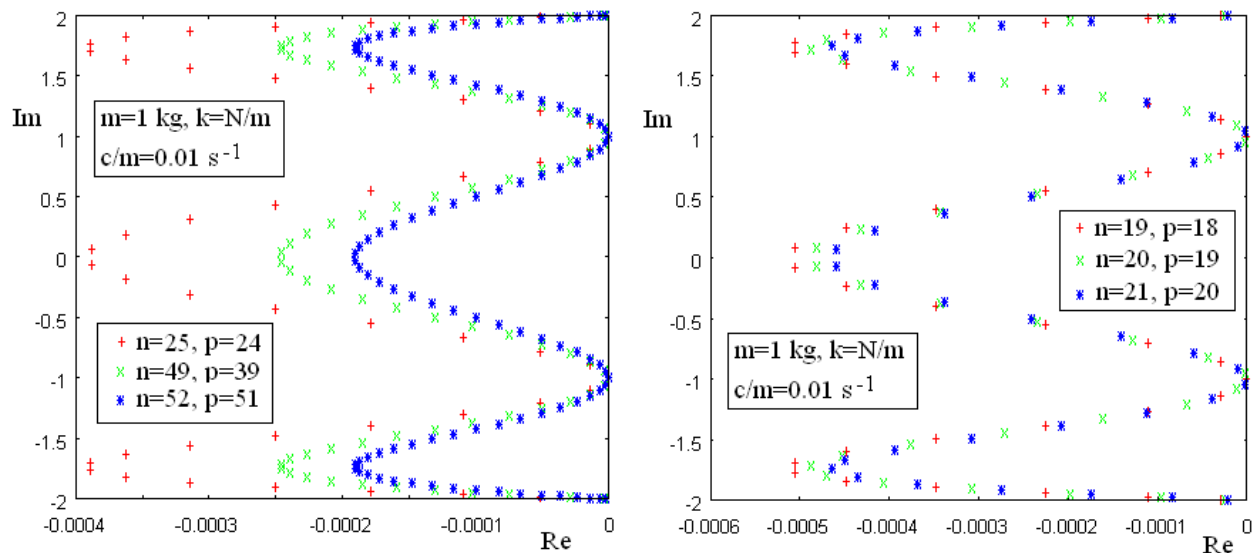 2
1.5
Im
1
0.5
0
-0.5
-1
-1.5
-2
m=1 kg, k=N/m
c/m=0.01 s-1
n=25, p=24
n=49, p=39
n=52, p=51
-0.0004 -0.0003 -0.0002 -0.0001 0
Re
2
1.5
Im
1
0.5
0
-0.5
-1
-1.5
-2
n=19, p=18
n=20, p=19
n=21, p=20
m=1 kg, k=N/m
c/m=0.01 s-1
-0.0006 -0.0005 -0.0004 -0.0003 -0.0002 -0.0001 0
Re